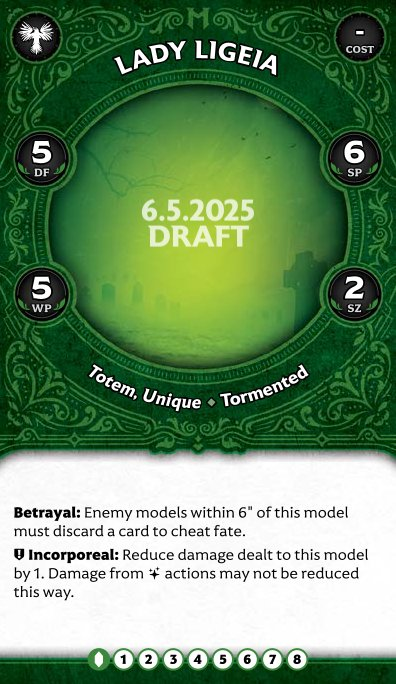 LADY LIGEIA
-
COST
5
DF
6
SP
6.5.2025
DRAFT
5
WP
2
SZ
Totem, Unique ◆ Tormented
Betrayal: Enemy models within 6" of this model
must discard a card to cheat fate.
Incorporeal: Reduce damage dealt to this model
by 1. Damage from actions may not be reduced
this way.
1 2 3 4 5 6 7 8